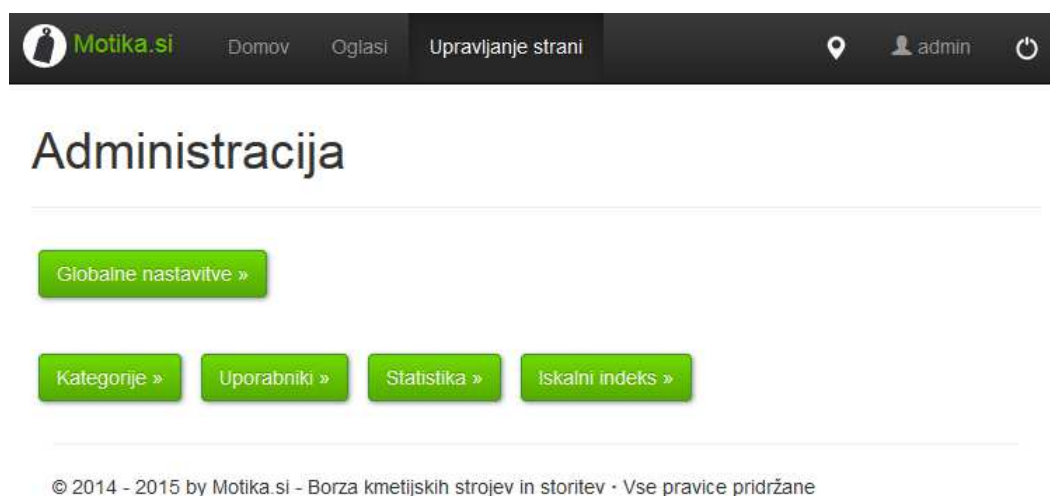 Motika.si Domov Oglasi Upravljanje strani admin
Administracija
Globalne nastavitve »
Kategorije » Uporabniki » Statistika » Iskalni indeks »
© 2014 - 2015 by Motika.si - Borza kmetijskih strojev in storitev · Vse pravice pridržane